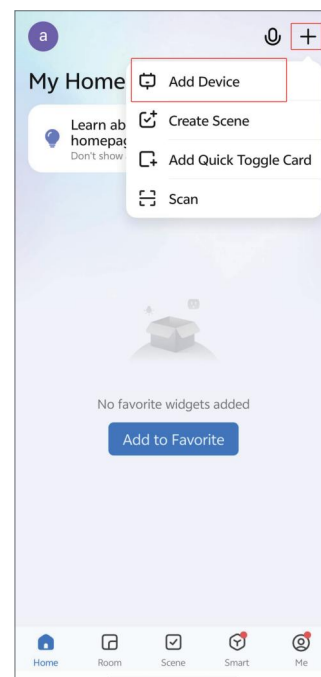 a
My Home
Add Device
Create Scene
Add Quick Toggle Card
Scan
Learn ab
homepag
Don't show
No favorite widgets added
Add to Favorite
Home
Room
Scene
Smart
Me